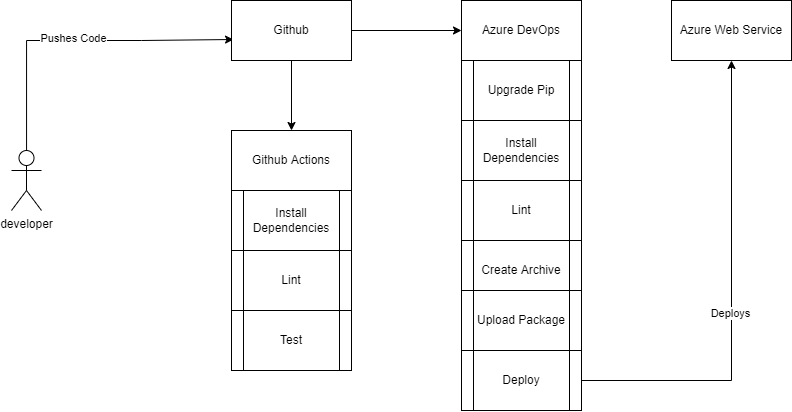 Pushes Code
Github
Azure DevOps
Azure Web Service
Upgrade Pip
Install
Dependencies
Lint
Create Archive
Upload Package
Deploy
Github Actions
Install
Dependencies
Lint
Test
developer
Deploys